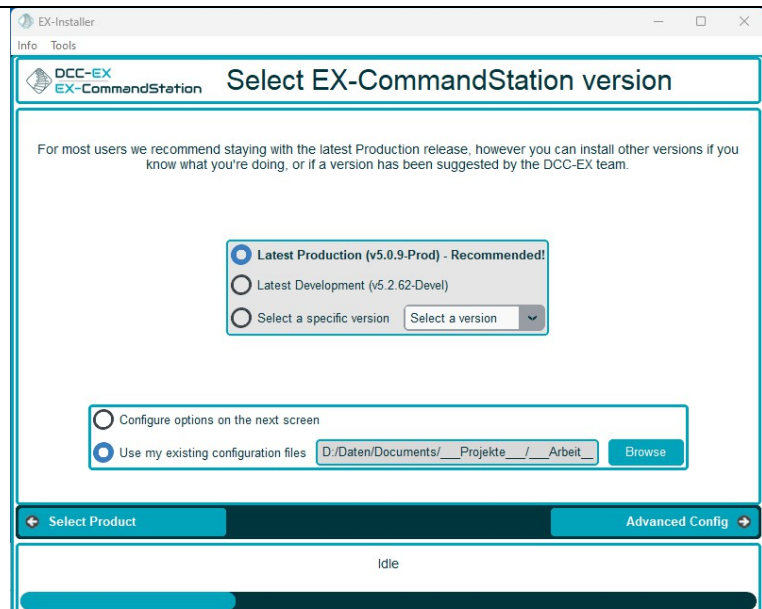 EX-Installer
Info Tools
DCC-EX
EX-CommandStation
Select EX-CommandStation version
For most users we recommend staying with the latest Production release, however you can install other versions if you
know what you're doing, or if a version has been suggested by the DCC-EX team.
Latest Production (v5.0.9-Prod) - Recommended!
Latest Development (v5.2.62-Devel)
Select a specific version Select a version
Configure options on the next screen
Use my existing configuration files D:/Daten/Documents/___Projekte___/___Arbeit__ Browse
Select Product Advanced Config
Idle